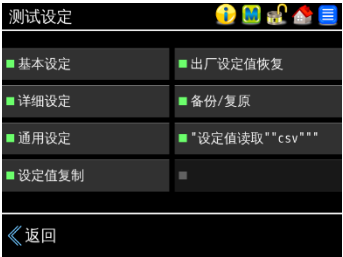 测试设定
i
M
基本设定
出厂设定值恢复
详细设定
备份/复原
通用设定
"设定值读取""csv"""
设定值复制
返回